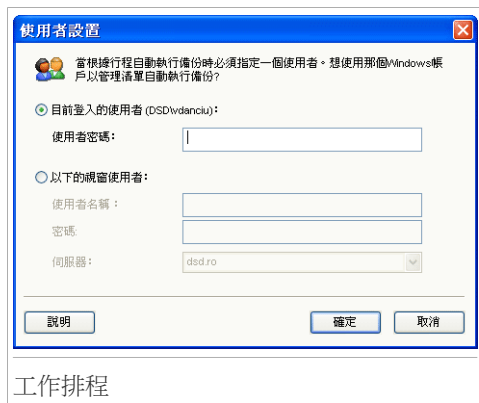 使用者設置
當根據行程自動執行備份時必須指定一個使用者。想使用那個Windows帳
戶以管理清單自動執行備份?
目前登入的使用者 (DSD\vdanciu):
使用者密碼:
以下的視窗使用者:
使用者名稱:
密碼:
伺服器: dsd.ro
說明 確定 取消
工作排程